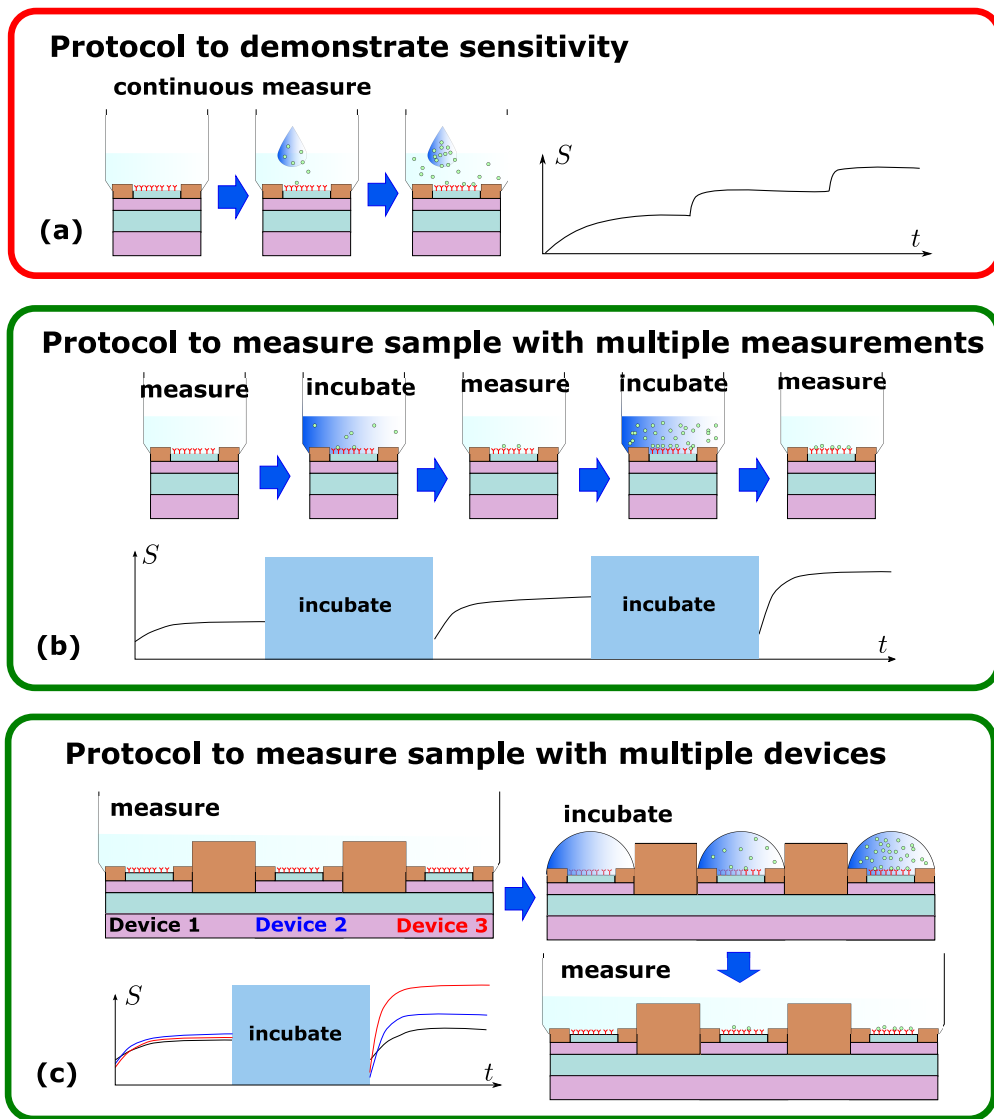 Protocol to demonstrate sensitivity
continuous measure
S
t
(a)
Protocol to measure sample with multiple measurements
measure
incubate
measure
incubate
measure
S
incubate
incubate
t
(b)
Protocol to measure sample with multiple devices
measure
incubate
Device 1
Device 2
Device 3
measure
S
incubate
t
(c)